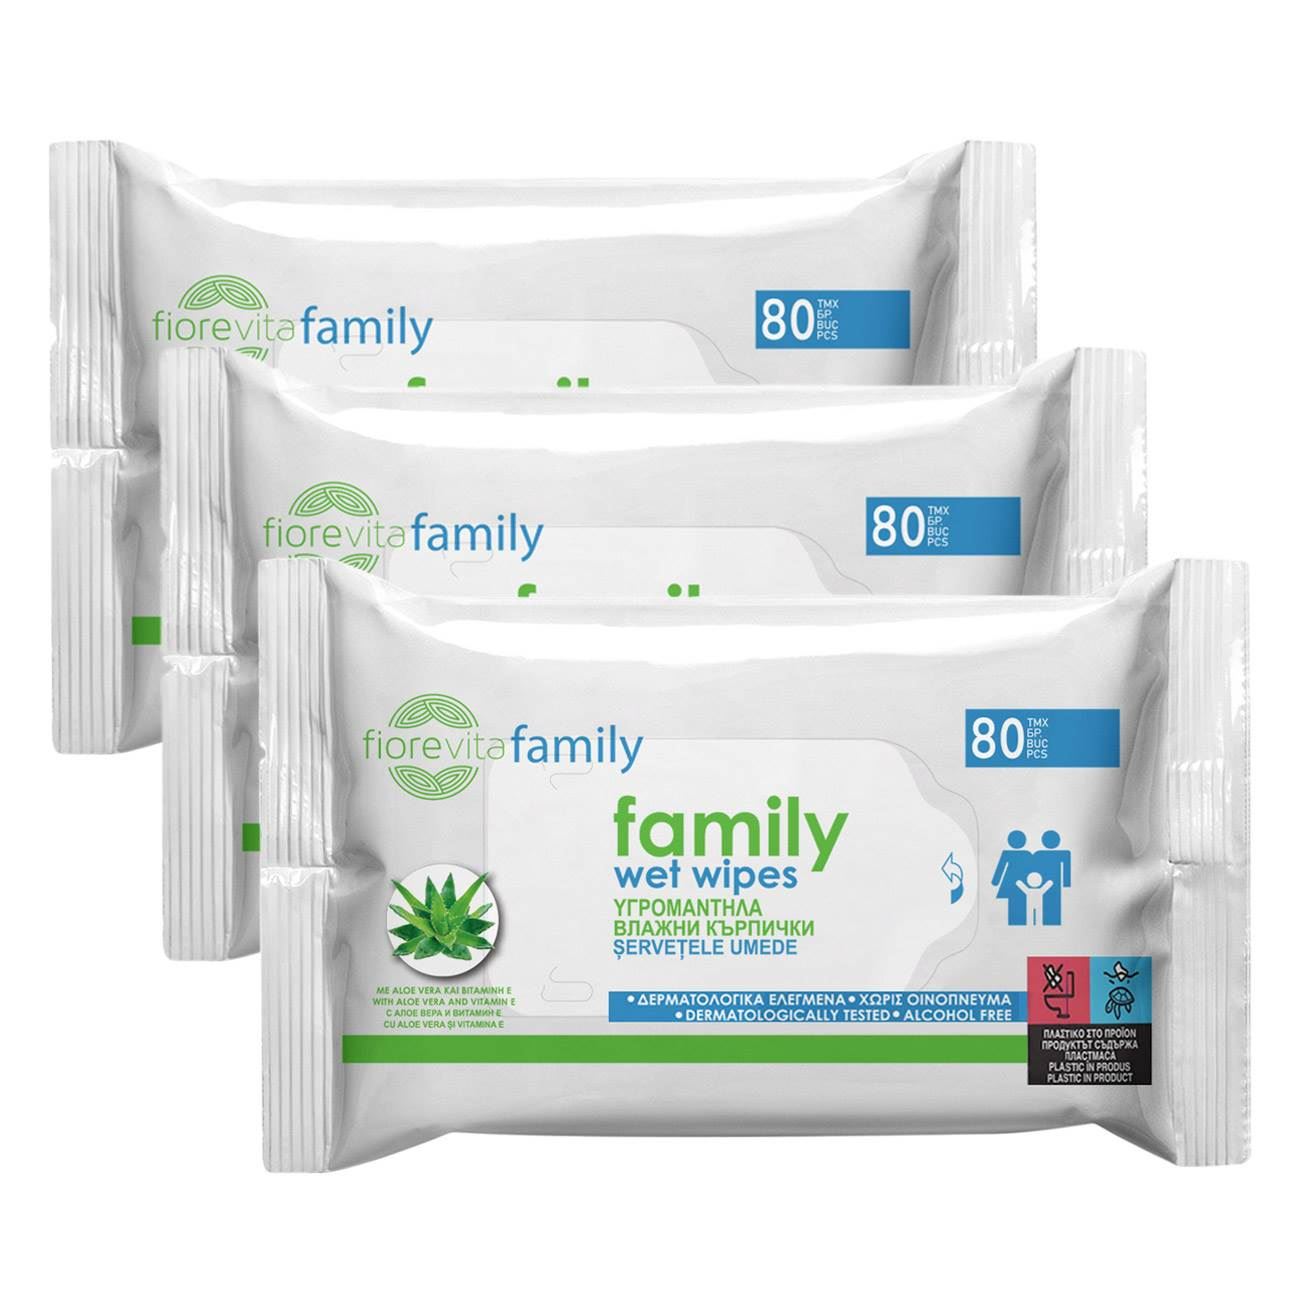 fiorevitafamily
80 ΤΜΧ
БР.
BUC
PCS
fiorevitafamily
80 ΤΜΧ
БР.
BUC
PCS
fiorevitafamily
80 ΤΜΧ
БР.
BUC
PCS
family
wet wipes
ΥΓΡΟΜΑΝΤΗΛΑ
ВЛАЖНИ КЪРПИЧКИ
ȘERVEȚELE UMEDE
ΜΕ ALOE VERA ΚΑΙ ΒΙΤΑΜΙΝΗ Ε
WITH ALOE VERA AND VITAMIN E
С АЛОЕ ВЕРА И ВИТАМИН Е
CU ALOE VERA ȘI VITAMINA E
• ΔΕΡΜΑΤΟΛΟΓΙΚΑ ΕΛΕΓΜΕΝΑ • ΧΩΡΙΣ ΟΙΝΟΠΝΕΥΜΑ
• DERMATOLOGICALLY TESTED • ALCOHOL FREE
ΠΛΑΣΤΙΚΟ ΣΤΟ ΠΡΟΪΟΝ
ПРОДУКТЪТ СЪДЪРЖА
ПЛАСТМАСА
PLASTIC ÎN PRODUS
PLASTIC IN PRODUCT